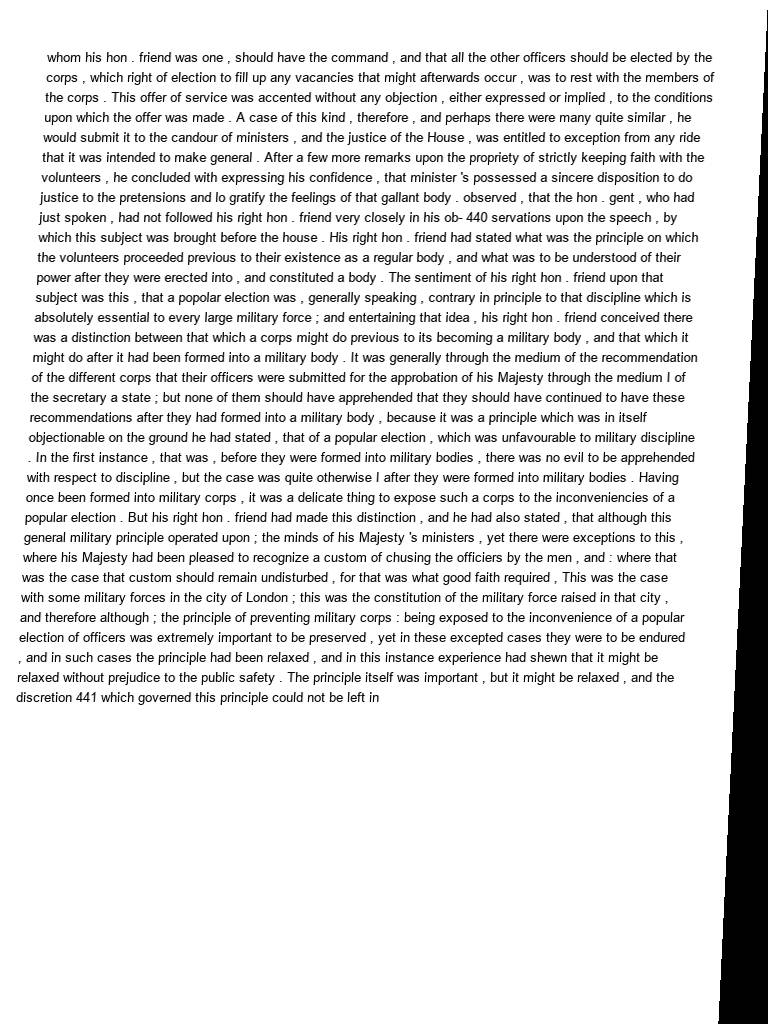 whom his hon . friend was one , should have the command , and that all the other officers should be elected by the
corps , which right of election to fill up any vacancies that might afterwards occur , was to rest with the members of
the corps . This offer of service was accented without any objection , either expressed or implied , to the conditions
upon which the offer was made . A case of this kind , therefore , and perhaps there were many quite similar , he
would submit it to the candour of ministers , and the justice of the House , was entitled to exception from any ride
that it was intended to make general . After a few more remarks upon the propriety of strictly keeping faith with the
volunteers , he concluded with expressing his confidence , that minister 's possessed a sincere disposition to do
justice to the pretensions and lo gratify the feelings of that gallant body . observed , that the hon . gent , who had
just spoken , had not followed his right hon . friend very closely in his ob- 440 servations upon the speech , by
which this subject was brought before the house . His right hon . friend had stated what was the principle on which
the volunteers proceeded previous to their existence as a regular body , and what was to be understood of their
power after they were erected into , and constituted a body . The sentiment of his right hon . friend upon that
subject was this , that a popolar election was , generally speaking , contrary in principle to that discipline which is
absolutely essential to every large military force ; and entertaining that idea , his right hon . friend conceived there
was a distinction between that which a corps might do previous to its becoming a military body , and that which it
might do after it had been formed into a military body . It was generally through the medium of the recommendation
of the different corps that their officers were submitted for the approbation of his Majesty through the medium I of
the secretary a state ; but none of them should have apprehended that they should have continued to have these
recommendations after they had formed into a military body , because it was a principle which was in itself
objectionable on the ground he had stated , that of a popular election , which was unfavourable to military discipline
. In the first instance , that was , before they were formed into military bodies , there was no evil to be apprehended
with respect to discipline , but the case was quite otherwise I after they were formed into military bodies . Having
once been formed into military corps , it was a delicate thing to expose such a corps to the inconveniencies of a
popular election . But his right hon . friend had made this distinction , and he had also stated , that although this
general military principle operated upon ; the minds of his Majesty 's ministers , yet there were exceptions to this ,
where his Majesty had been pleased to recognize a custom of chusing the officiers by the men , and : where that
was the case that custom should remain undisturbed , for that was what good faith required , This was the case
with some military forces in the city of London ; this was the constitution of the military force raised in that city ,
and therefore although ; the principle of preventing military corps : being exposed to the inconvenience of a popular
election of officers was extremely important to be preserved , yet in these excepted cases they were to be endured
, and in such cases the principle had been relaxed , and in this instance experience had shewn that it might be
relaxed without prejudice to the public safety . The principle itself was important , but it might be relaxed , and the
discretion 441 which governed this principle could not be left in